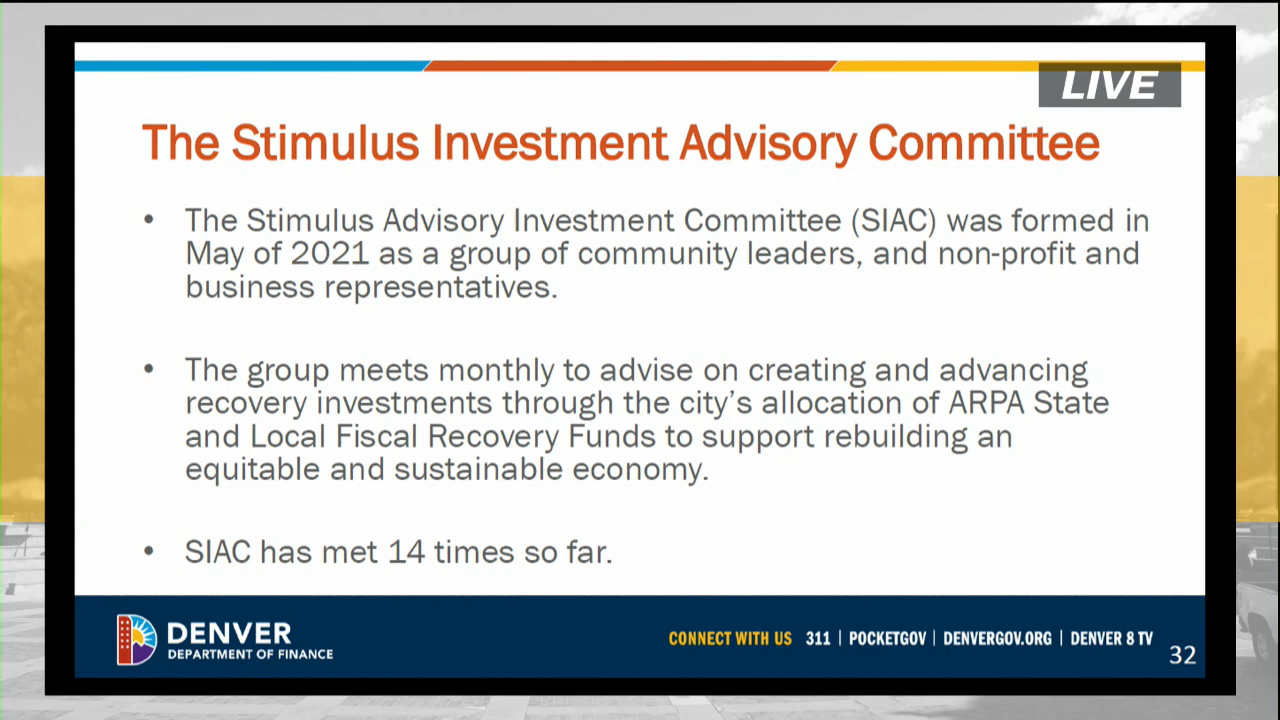 LIVE
The Stimulus Investment Advisory Committee
• The Stimulus Advisory Investment Committee (SIAC) was formed in
May of 2021 as a group of community leaders, and non-profit and
business representatives.
• The group meets monthly to advise on creating and advancing
recovery investments through the city's allocation of ARPA State
and Local Fiscal Recovery Funds to support rebuilding an
equitable and sustainable economy.
• SIAC has met 14 times so far.
DENVER
DEPARTMENT OF FINANCE
CONNECT WITH US 311 | POCKETGOV | DENVERGOV.ORG | DENVER 8 TV
32